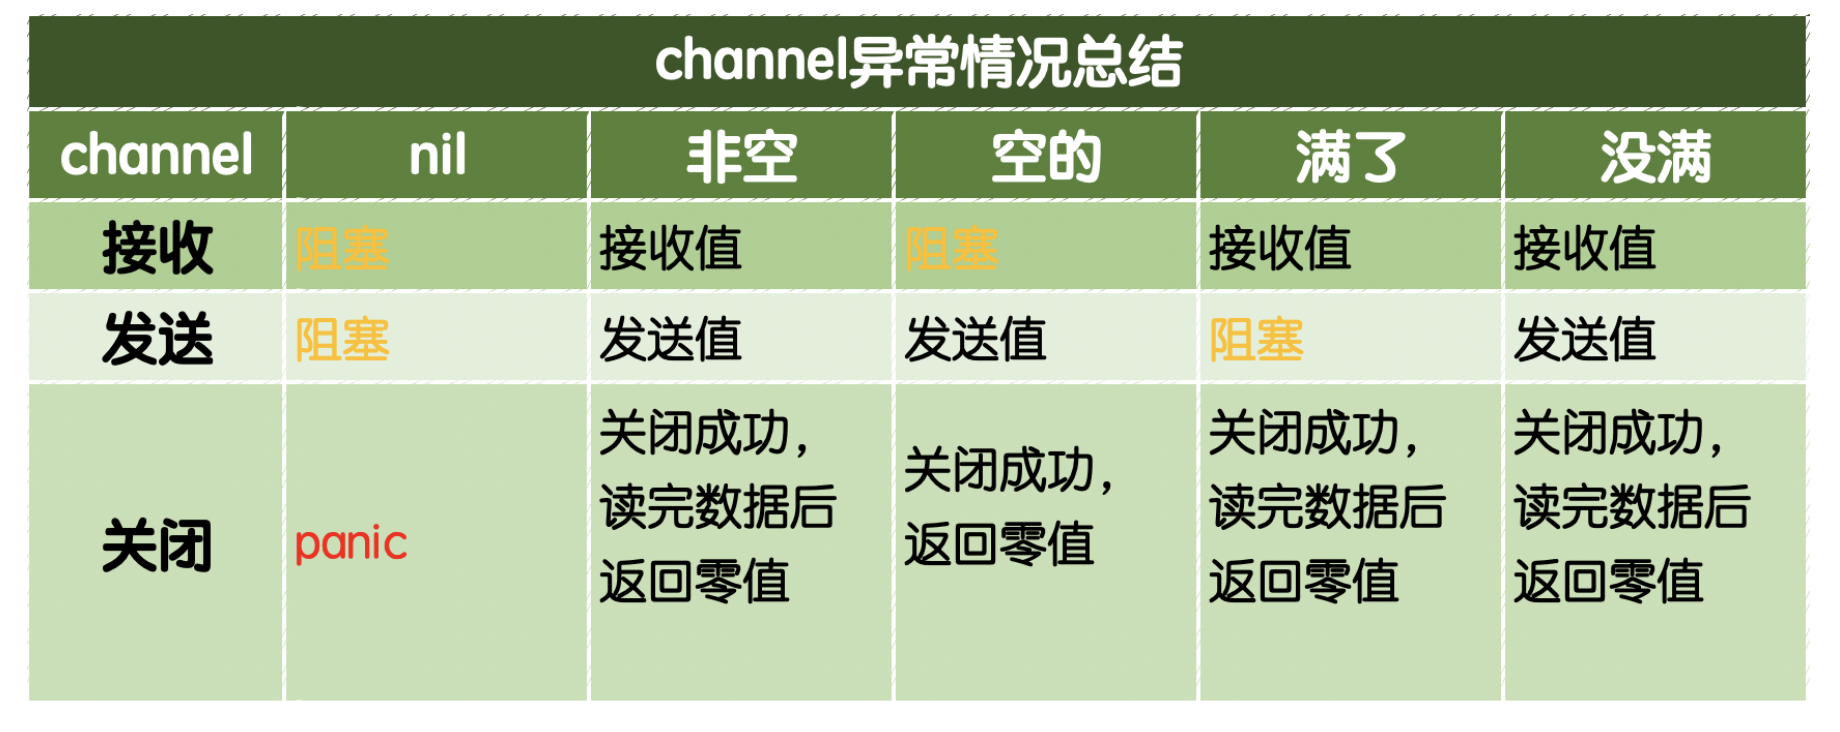 channel异常情况总结
channel nil 非空 空的 满了 没满
接收 阻塞 接收值 阻塞 接收值 接收值
发送 阻塞 发送值 发送值 阻塞 发送值
关闭
panic
关闭成功，
读完数据后
返回零值
关闭成功，
返回零值
关闭成功，
读完数据后
返回零值
关闭成功，
读完数据后
返回零值